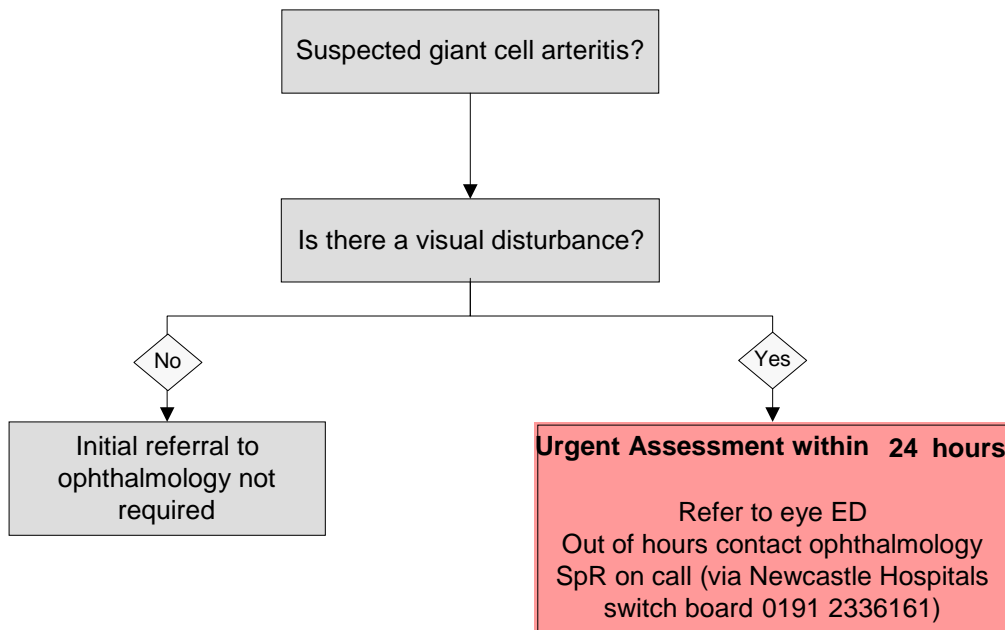 Suspected giant cell arteritis?
Is there a visual disturbance?
No
Yes
Initial referral to
ophthalmology not
required
Urgent Assessment within 24 hours
Refer to eye ED
Out of hours contact ophthalmology
SpR on call (via Newcastle Hospitals
switch board 0191 2336161)